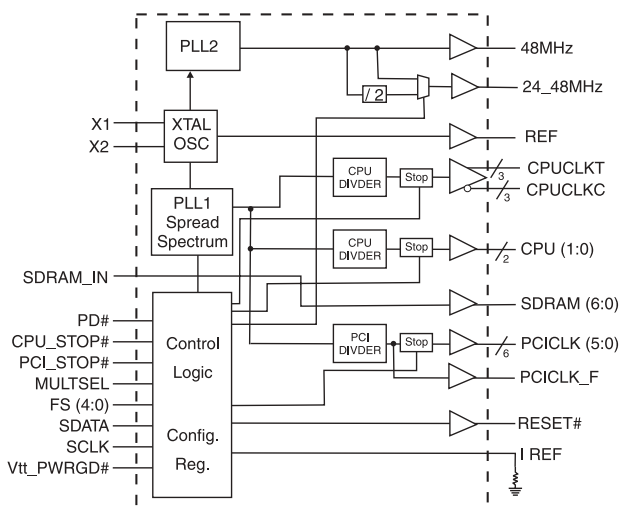 PLL2
48MHz
/ 2
24_48MHz
X1
X2
XTAL
OSC
REF
CPU
DIVDER
Stop
3
CPUCLKT
3
CPUCLKC
PLL1
Spread
Spectrum
CPU
DIVDER
Stop
2
CPU (1:0)
SDRAM_IN
SDRAM (6:0)
PD#
CPU_STOP#
PCI_STOP#
MULTSEL
FS (4:0)
SDATA
SCLK
Vtt_PWRGD#
Control
Logic
Config.
Reg.
PCI
DIVDER
Stop
6
PCICLK (5:0)
PCICLK_F
RESET#
I REF